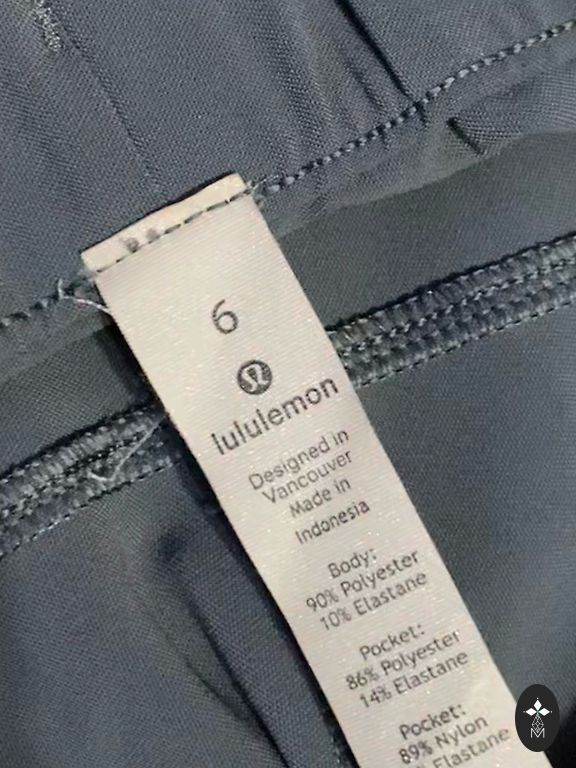 6
lululemon
Designed in
Vancouver
Made in
Indonesia
Body:
90% Polyester
10% Elastane
Pocket:
86% Polyester
14% Elastane
Pocket:
89% Nylon
% Elastane
M